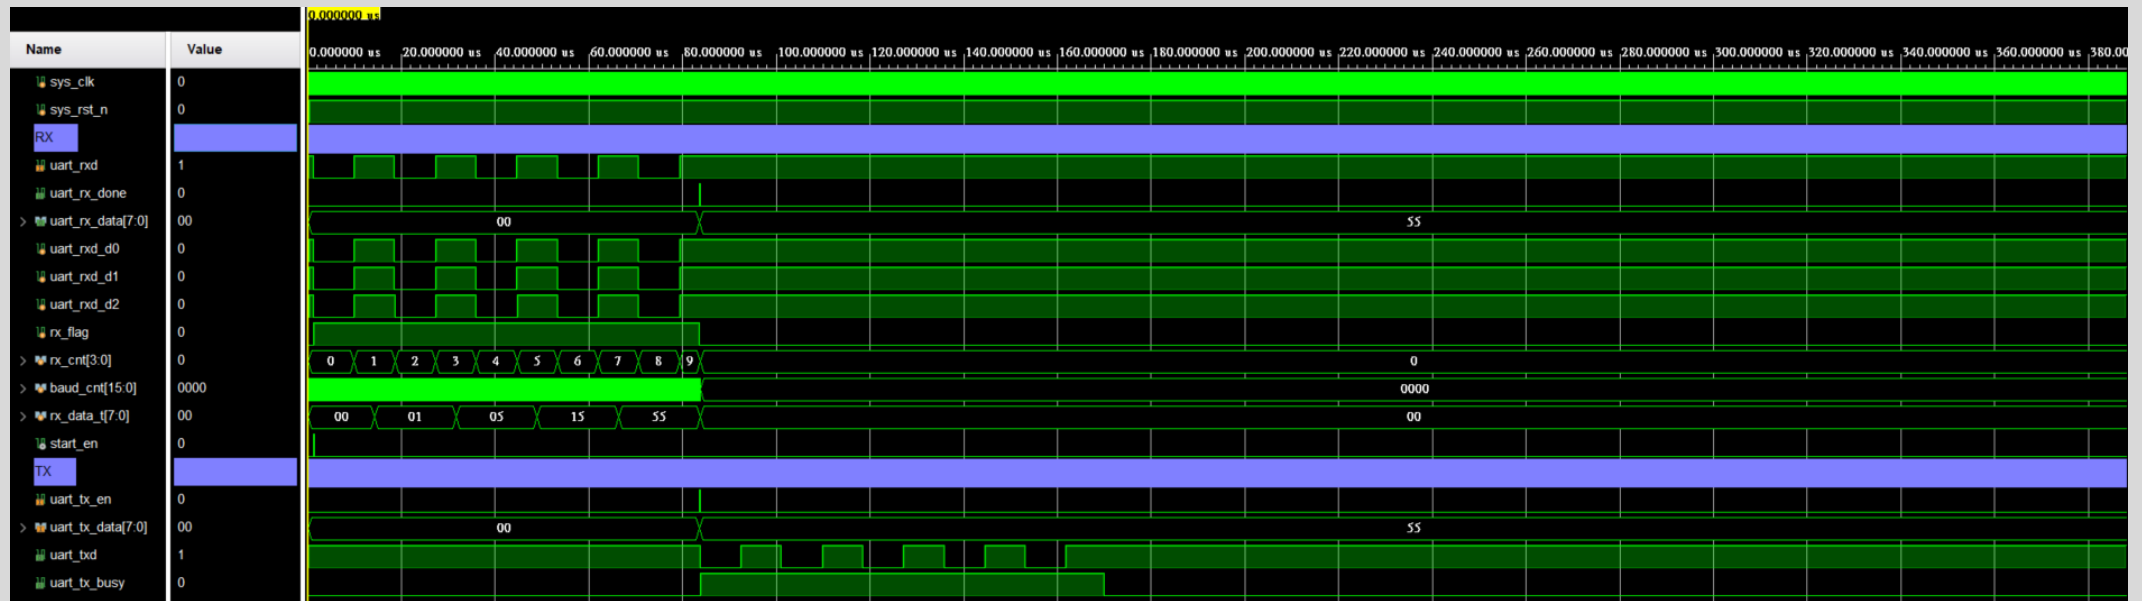 0.000000 us
Name Value 0.000000 us 20.000000 us 40.000000 us 60.000000 us 80.000000 us 100.000000 us 120.000000 us 140.000000 us 160.000000 us 180.000000 us 200.000000 us 220.000000 us 240.000000 us 260.000000 us 280.000000 us 300.000000 us 320.000000 us 340.000000 us 360.000000 us 380.00
sys_clk 0
sys_rst_n 0
RX
uart_rxd 1
uart_rx_done 0
uart_rx_data[7:0] 00 00 55
uart_rxd_d0 0
uart_rxd_d1 0
uart_rxd_d2 0
rx_flag 0
rx_cnt[3:0] 0 0 1 2 3 4 5 6 7 8 9 0
baud_cnt[15:0] 0000 0000
rx_data_t[7:0] 00 00 01 05 15 55 00
start_en 0
TX
uart_tx_en 0
uart_tx_data[7:0] 00 00 55
uart_txd 1
uart_tx_busy 0